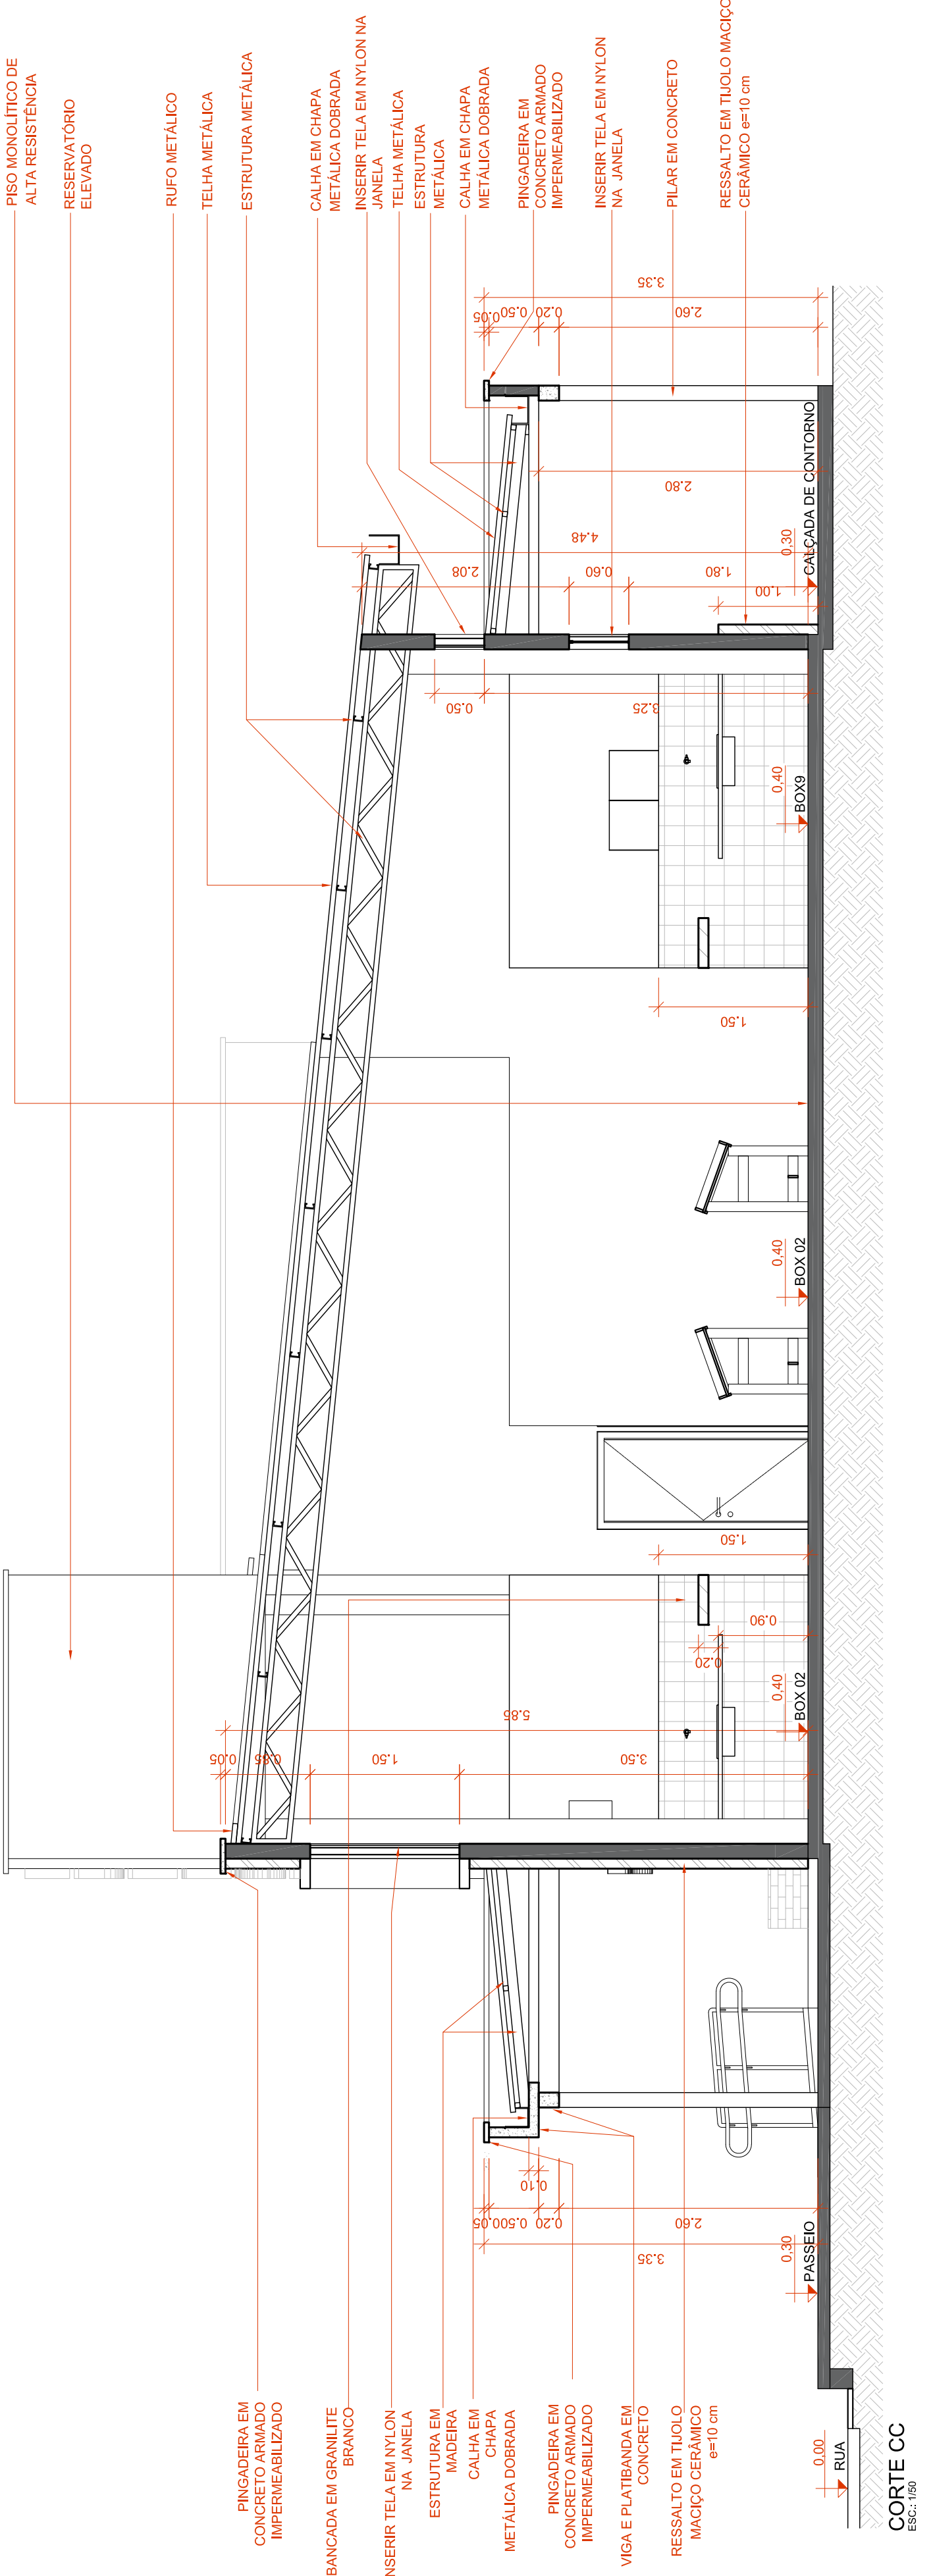 PISO MONOLÍTICO DE
ALTA RESISTÊNCIA
RESERVATÓRIO
ELEVADO
RUFO METÁLICO
TELHA METÁLICA
ESTRUTURA METÁLICA
CALHA EM CHAPA
METÁLICA DOBRADA
INSERIR TELA EM NYLON NA
JANELA
TELHA METÁLICA
ESTRUTURA
METÁLICA
CALHA EM CHAPA
METÁLICA DOBRADA
PINGADEIRA EM
CONCRETO ARMADO
IMPERMEABILIZADO
INSERIR TELA EM NYLON
NA JANELA
PILAR EM CONCRETO
RESSALTO EM TIJOLO MACIÇO
CERÂMICO e=10 cm
3.35
0.05
0.50
0.20
2.60
2.80
4.48
2.08
0.60
1.80
1.00
0,30
CALÇADA DE CONTORNO
0.50
3.25
0,40
BOX9
1.50
0,40
BOX 02
1.50
0.90
0.20
0,40
BOX 02
5.85
0.05
0.85
1.50
3.50
0.10
0.05
0.50
0.20
2.60
3.35
0,30
PASSEIO
0,00
RUA
PINGADEIRA EM
CONCRETO ARMADO
IMPERMEABILIZADO
BANCADA EM GRANILITE
BRANCO
NSERIR TELA EM NYLON
NA JANELA
ESTRUTURA EM
MADEIRA
CALHA EM
CHAPA
METÁLICA DOBRADA
PINGADEIRA EM
CONCRETO ARMADO
IMPERMEABILIZADO
VIGA E PLATIBANDA EM
CONCRETO
RESSALTO EM TIJOLO
MACIÇO CERÂMICO
e=10 cm
CORTE CC
ESC.: 1/50